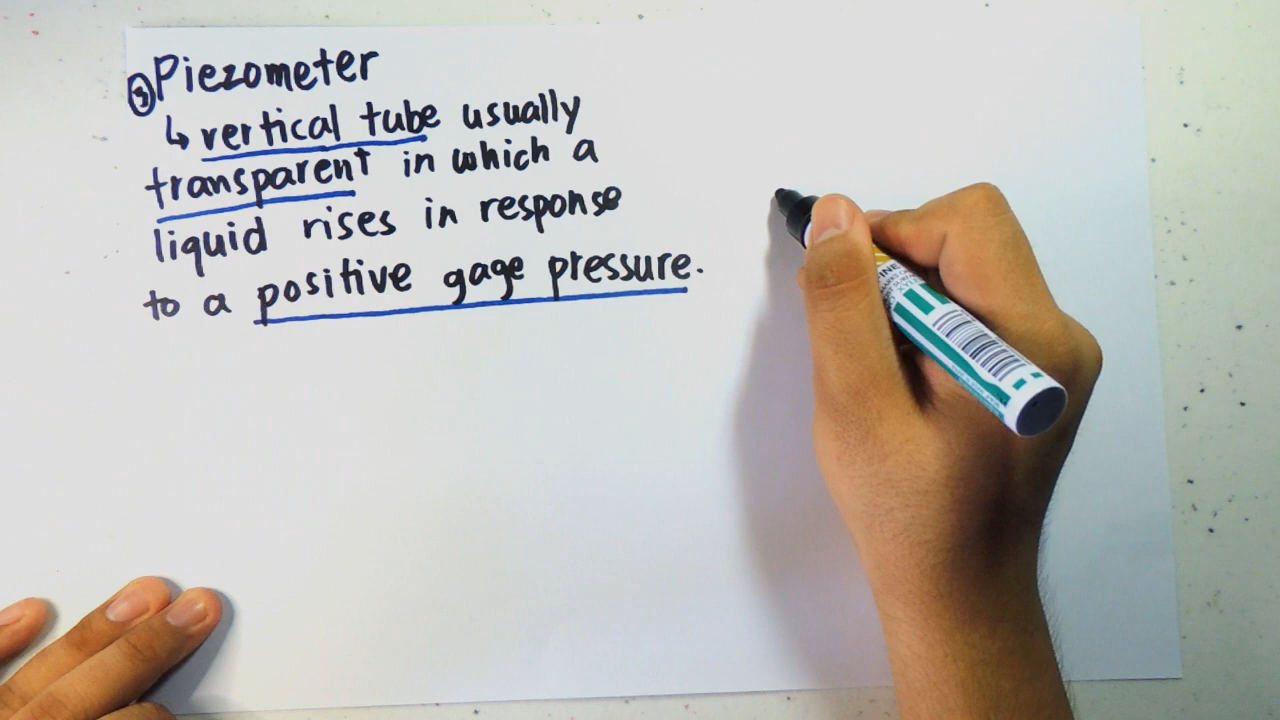 ③ Piezometer
↳ vertical tube usually
transparent in which a
liquid rises in response
to a positive gage pressure.